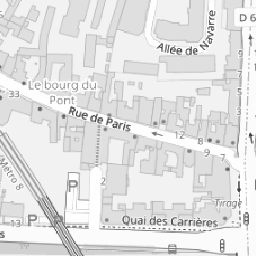 D 6
Allée de Navarre
Le bourg du
Pont
33
Rue de Paris
12
8
9
7
Métro 8
P
2
Tirage
13
P
P
Quai des Carrières